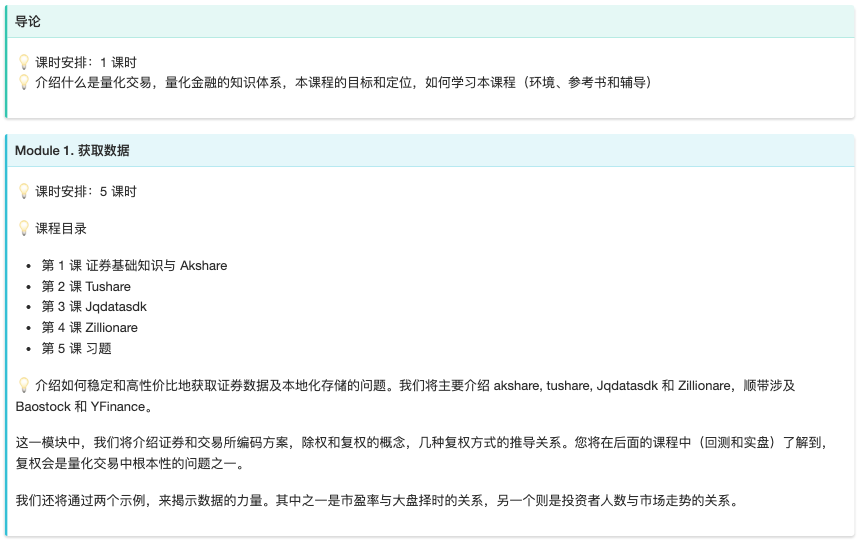 导论
💡 课时安排：1 课时
💡 介绍什么是量化交易，量化金融的知识体系，本课程的目标和定位，如何学习本课程（环境、参考书和辅导）
Module 1. 获取数据
💡 课时安排：5 课时
💡 课程目录
• 第 1 课 证券基础知识与 Akshare
• 第 2 课 Tushare
• 第 3 课 Jqdatasdk
• 第 4 课 Zillionare
• 第 5 课 习题
💡 介绍如何稳定和高性价比地获取证券数据及本地化存储的问题。我们将主要介绍 akshare, tushare, Jqdatasdk 和 Zillionare，顺带涉及
Baostock 和 YFinance。
这一模块中，我们将介绍证券和交易所编码方案，除权和复权的概念，几种复权方式的推导关系。您将在后面的课程中（回测和实盘）了解到，
复权会是量化交易中根本性的问题之一。
我们还将通过两个示例，来揭示数据的力量。其中之一是市盈率与大盘择时的关系，另一个则是投资者人数与市场走势的关系。